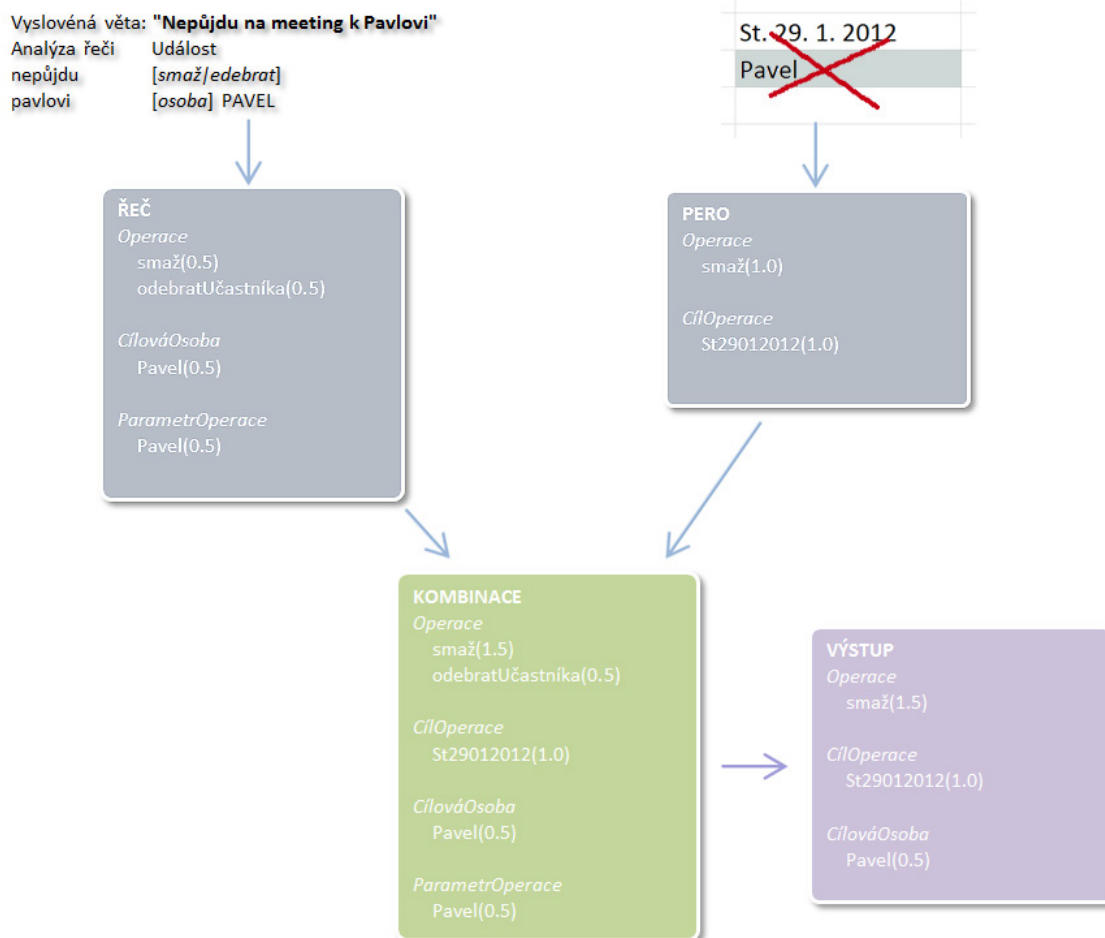 Vyslovéná věta: "Nepůjdu na meeting k Pavlovi"
Analýza řeči Událost
nepůjdu [smaž/edebrat]
pavlovi [osoba] PAVEL
St. 29. 1. 2012
Pavel
ŘEČ
Operace
smaž(0.5)
odebratUčastníka(0.5)
CílováOsoba
Pavel(0.5)
ParametrOperace
Pavel(0.5)
PERO
Operace
smaž(1.0)
CílOperace
St29012012(1.0)
KOMBINACE
Operace
smaž(1.5)
odebratUčastníka(0.5)
CílOperace
St29012012(1.0)
CílováOsoba
Pavel(0.5)
ParametrOperace
Pavel(0.5)
VÝSTUP
Operace
smaž(1.5)
CílOperace
St29012012(1.0)
CílováOsoba
Pavel(0.5)